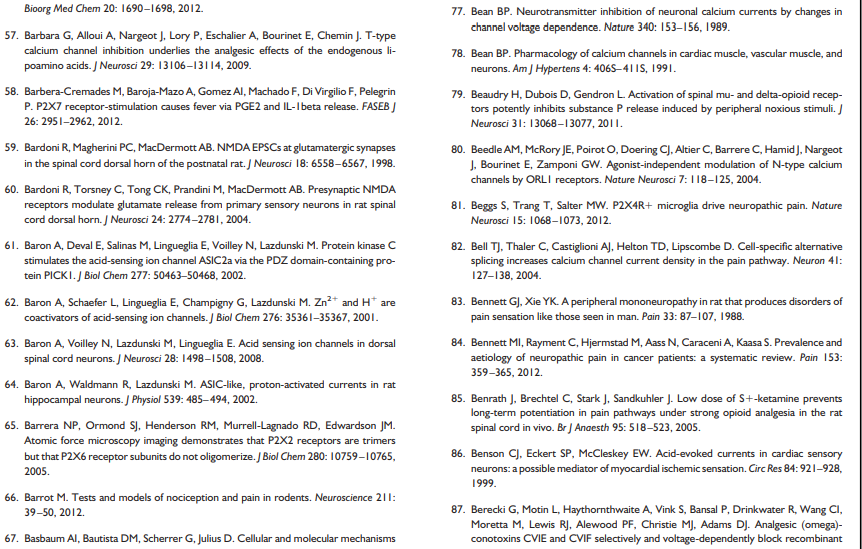 Bioorg Med Chem 20: 1690–1698, 2012.
57. Barbara G, Alloui A, Nargeot J, Lory P, Eschalier A, Bourinet E, Chemin J. T-type
calcium channel inhibition underlies the analgesic effects of the endogenous li-
poamino acids. J Neurosci 29: 13106–13114, 2009.
58. Barbera-Cremades M, Baroja-Mazo A, Gomez AI, Machado F, Di Virgilio F, Pelegrin
P. P2X7 receptor-stimulation causes fever via PGE2 and IL-1beta release. FASEB J
26: 2951–2962, 2012.
59. Bardoni R, Magherini PC, MacDermott AB. NMDA EPSCs at glutamatergic synapses
in the spinal cord dorsal horn of the postnatal rat. J Neurosci 18: 6558–6567, 1998.
60. Bardoni R, Torsney C, Tong CK, Prandini M, MacDermott AB. Presynaptic NMDA
receptors modulate glutamate release from primary sensory neurons in rat spinal
cord dorsal horn. J Neurosci 24: 2774–2781, 2004.
61. Baron A, Deval E, Salinas M, Lingueglia E, Voilley N, Lazdunski M. Protein kinase C
stimulates the acid-sensing ion channel ASIC2a via the PDZ domain-containing pro-
tein PICK1. J Biol Chem 277: 50463–50468, 2002.
62. Baron A, Schaefer L, Lingueglia E, Champigny G, Lazdunski M. Zn²⁺ and H⁺ are
coactivators of acid-sensing ion channels. J Biol Chem 276: 35361–35367, 2001.
63. Baron A, Voilley N, Lazdunski M, Lingueglia E. Acid sensing ion channels in dorsal
spinal cord neurons. J Neurosci 28: 1498–1508, 2008.
64. Baron A, Waldmann R, Lazdunski M. ASIC-like, proton-activated currents in rat
hippocampal neurons. J Physiol 539: 485–494, 2002.
65. Barrera NP, Ormond SJ, Henderson RM, Murrell-Lagnado RD, Edwardson JM.
Atomic force microscopy imaging demonstrates that P2X2 receptors are trimers
but that P2X6 receptor subunits do not oligomerize. J Biol Chem 280: 10759–10765,
2005.
66. Barrot M. Tests and models of nociception and pain in rodents. Neuroscience 211:
39–50, 2012.
67. Basbaum AI, Bautista DM, Scherrer G, Julius D. Cellular and molecular mechanisms
77. Bean BP. Neurotransmitter inhibition of neuronal calcium currents by changes in
channel voltage dependence. Nature 340: 153–156, 1989.
78. Bean BP. Pharmacology of calcium channels in cardiac muscle, vascular muscle, and
neurons. Am J Hypertens 4: 406S–411S, 1991.
79. Beaudry H, Dubois D, Gendron L. Activation of spinal mu- and delta-opioid recep-
tors potently inhibits substance P release induced by peripheral noxious stimuli. J
Neurosci 31: 13068–13077, 2011.
80. Beedle AM, McRory JE, Poirot O, Doering CJ, Altier C, Barrere C, Hamid J, Nargeot
J, Bourinet E, Zamponi GW. Agonist-independent modulation of N-type calcium
channels by ORL1 receptors. Nature Neurosci 7: 118–125, 2004.
81. Beggs S, Trang T, Salter MW. P2X4R+ microglia drive neuropathic pain. Nature
Neurosci 15: 1068–1073, 2012.
82. Bell TJ, Thaler C, Castiglioni AJ, Helton TD, Lipscombe D. Cell-specific alternative
splicing increases calcium channel current density in the pain pathway. Neuron 41:
127–138, 2004.
83. Bennett GJ, Xie YK. A peripheral mononeuropathy in rat that produces disorders of
pain sensation like those seen in man. Pain 33: 87–107, 1988.
84. Bennett MI, Rayment C, Hjermstad M, Aass N, Caraceni A, Kaasa S. Prevalence and
aetiology of neuropathic pain in cancer patients: a systematic review. Pain 153:
359–365, 2012.
85. Benrath J, Brechtel C, Stark J, Sandkuhler J. Low dose of S+-ketamine prevents
long-term potentiation in pain pathways under strong opioid analgesia in the rat
spinal cord in vivo. Br J Anaesth 95: 518–523, 2005.
86. Benson CJ, Eckert SP, McCleskey EW. Acid-evoked currents in cardiac sensory
neurons: a possible mediator of myocardial ischemic sensation. Circ Res 84: 921–928,
1999.
87. Berecki G, Motin L, Haythornthwaite A, Vink S, Bansal P, Drinkwater R, Wang CI,
Moretta M, Lewis RJ, Alewood PF, Christie MJ, Adams DJ. Analgesic (omega)-
conotoxins CVIE and CVIF selectively and voltage-dependently block recombinant